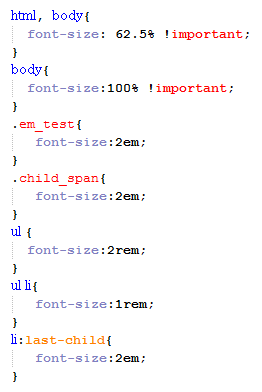 html, body{
font-size: 62.5% !important;
}
body{
font-size:100% !important;
}
.em_test{
font-size:2em;
}
.child_span{
font-size:2em;
}
ul {
font-size:2rem;
}
ul li{
font-size:1rem;
}
li:last-child{
font-size:2em;
}